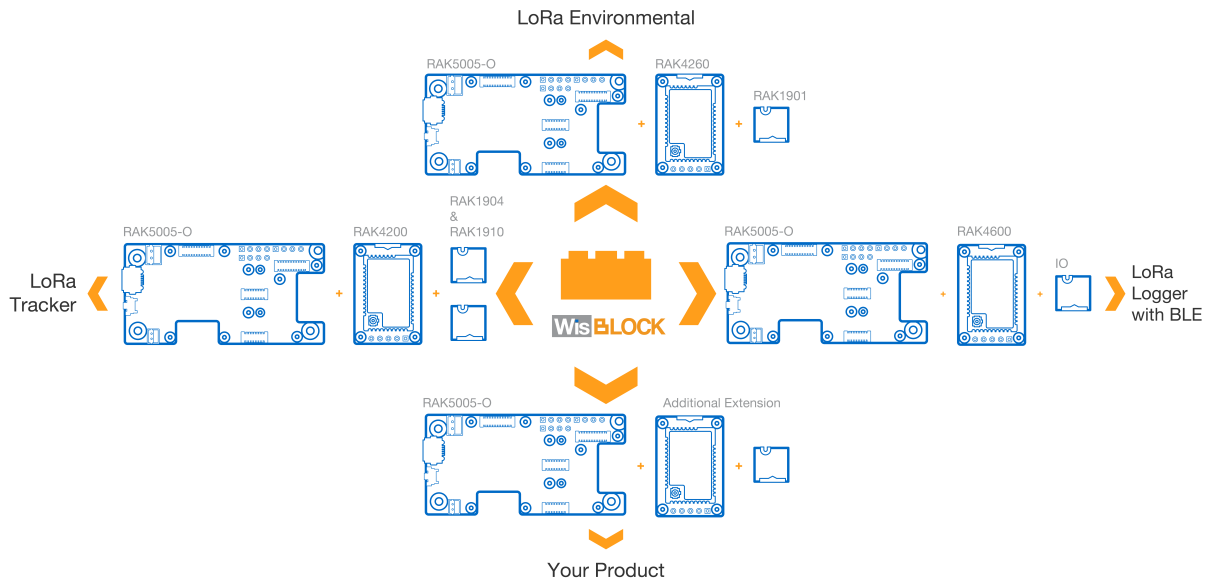 LoRa Environmental
RAK5005-O
RAK4260
RAK1901
RAK5005-O
RAK4200
RAK1904
&
RAK1910
LoRa
Tracker
WisBLOCK
RAK5005-O
RAK4600
IO
LoRa
Logger
with BLE
RAK5005-O
Additional Extension
Your Product